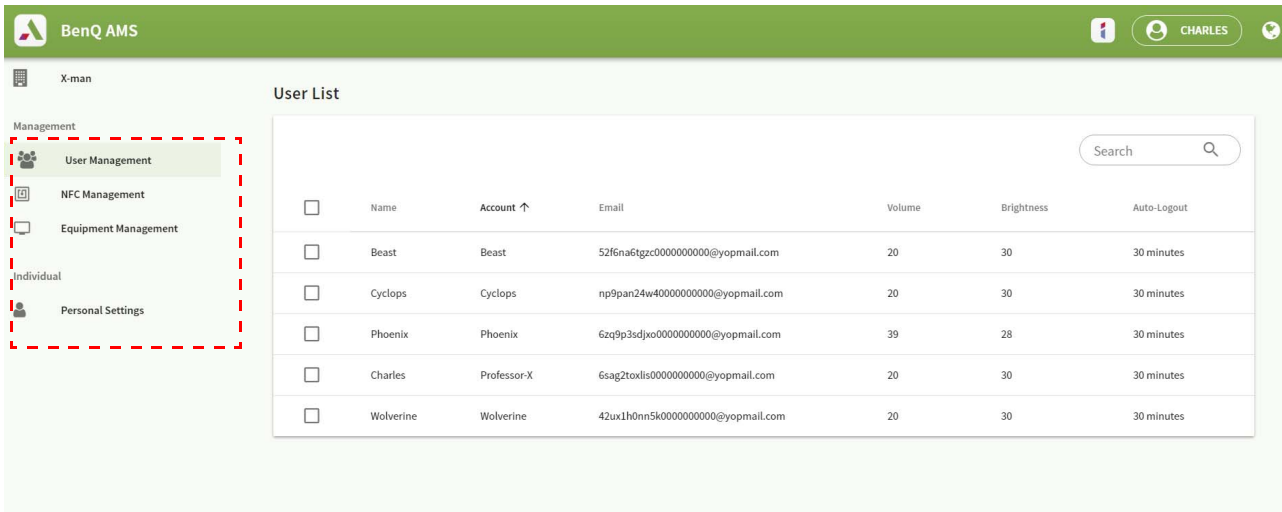 BenQ AMS
CHARLES
X-man
Management
User Management
NFC Management
Equipment Management
Individual
Personal Settings
User List
Search
Name Account Email Volume Brightness Auto-Logout
Beast Beast 52f6na6tgzc0000000000@yopmail.com 20 30 30 minutes
Cyclops Cyclops np9pan24w40000000000@yopmail.com 20 30 30 minutes
Phoenix Phoenix 6zq9p3sdjxo0000000000@yopmail.com 39 28 30 minutes
Charles Professor-X 6sag2toxlis0000000000@yopmail.com 20 30 30 minutes
Wolverine Wolverine 42ux1h0nn5k0000000000@yopmail.com 20 30 30 minutes